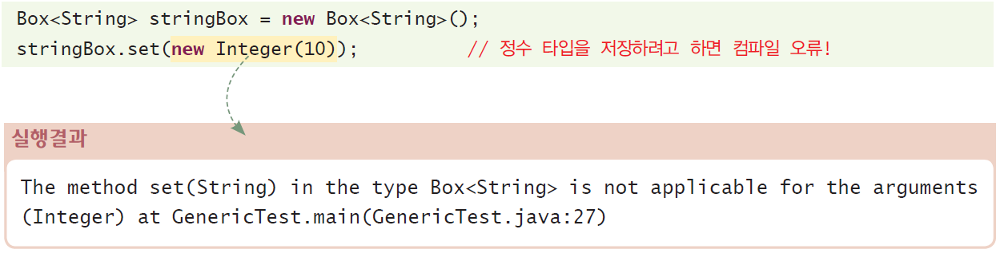 Box<String> stringBox = new Box<String>();
stringBox.set(new Integer(10)); // 정수 타입을 저장하려고 하면 컴파일 오류!
실행결과
The method set(String) in the type Box<String> is not applicable for the arguments
(Integer) at GenericTest.main(GenericTest.java:27)